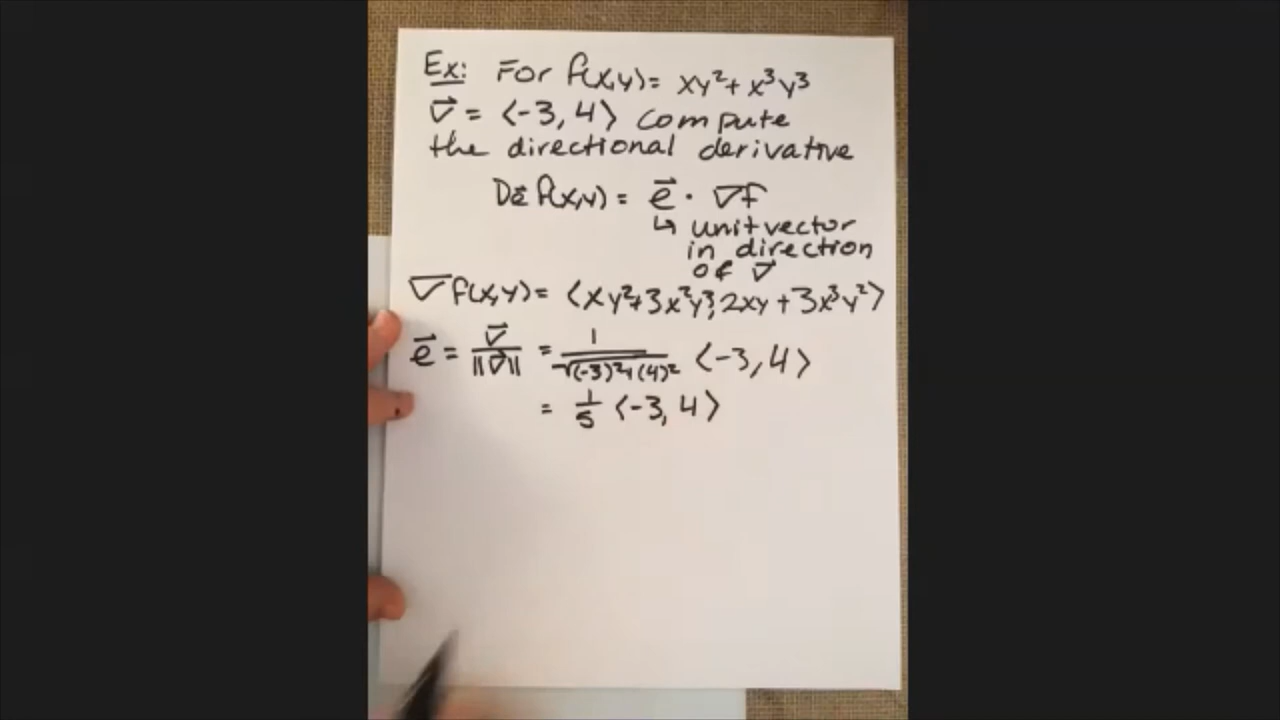 Ex: For f(x,y) = xy² + x³y³
v⃗ = ⟨-3, 4⟩ compute
the directional derivative
Dₑ⃗ f(x,y) = e⃗ · ∇f
↳ unit vector
in direction
of v⃗
∇f(x,y) = ⟨xy²+3x²y³, 2xy + 3x³y²⟩
e⃗ = v⃗/||v⃗|| = 1/√((-3)²+(4)²) ⟨-3, 4⟩
= 1/5 ⟨-3, 4⟩